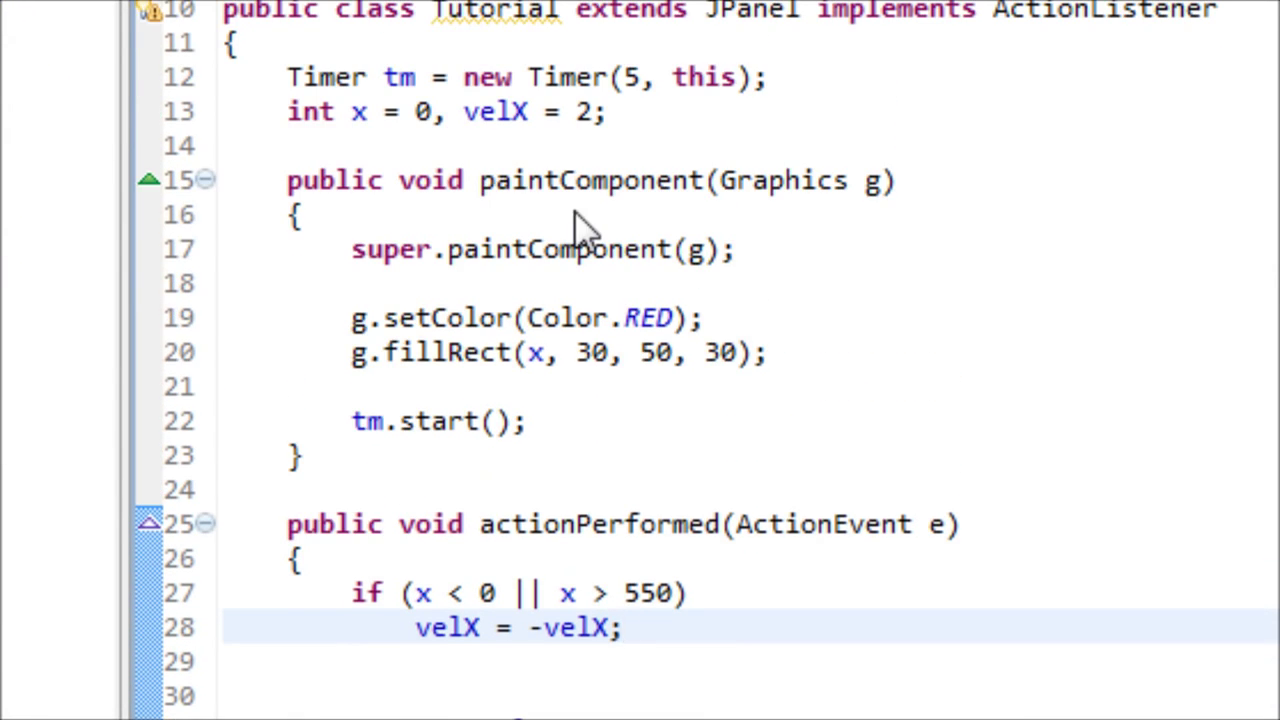 10 public class Tutorial extends JPanel implements ActionListener
11 {
12 Timer tm = new Timer(5, this);
13 int x = 0, velX = 2;
14
15 public void paintComponent(Graphics g)
16 {
17 super.paintComponent(g);
18
19 g.setColor(Color.RED);
20 g.fillRect(x, 30, 50, 30);
21
22 tm.start();
23 }
24
25 public void actionPerformed(ActionEvent e)
26 {
27 if (x < 0 || x > 550)
28 velX = -velX;
29
30